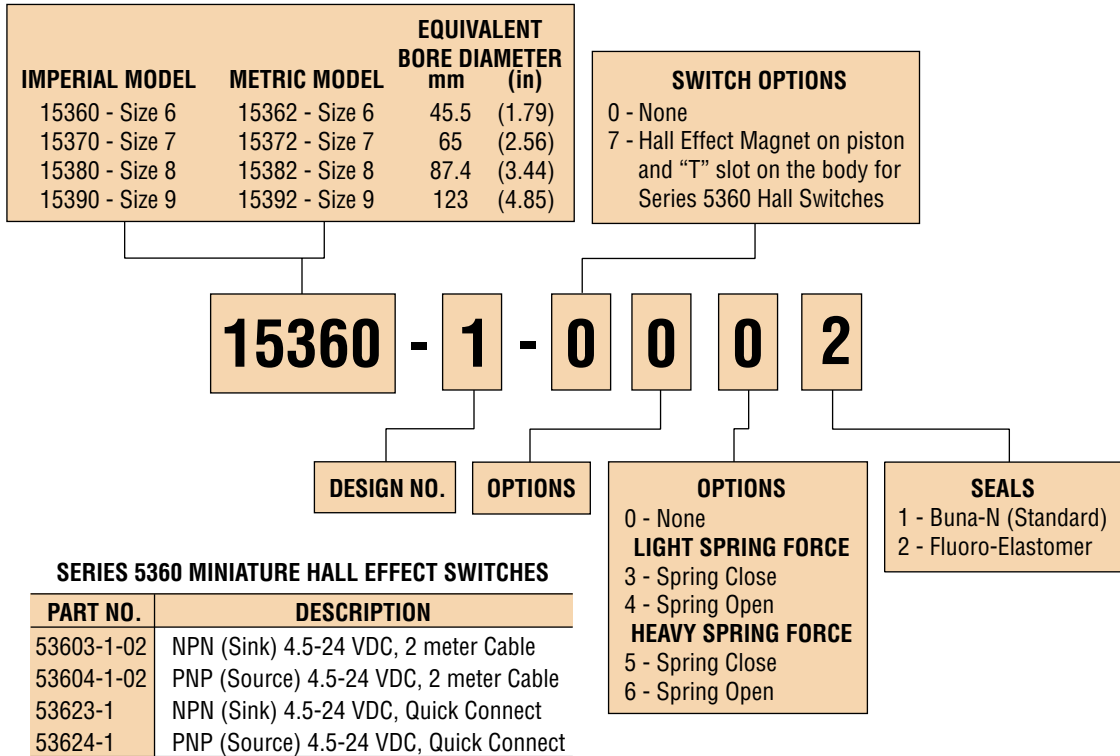 EQUIVALENT
BORE DIAMETER
IMPERIAL MODEL METRIC MODEL mm (in)
15360 - Size 6 15362 - Size 6 45.5 (1.79)
15370 - Size 7 15372 - Size 7 65 (2.56)
15380 - Size 8 15382 - Size 8 87.4 (3.44)
15390 - Size 9 15392 - Size 9 123 (4.85)
SWITCH OPTIONS
0 - None
7 - Hall Effect Magnet on piston
and “T” slot on the body for
Series 5360 Hall Switches
15360 - 1 - 0 0 0 2
DESIGN NO.
OPTIONS
OPTIONS
0 - None
LIGHT SPRING FORCE
3 - Spring Close
4 - Spring Open
HEAVY SPRING FORCE
5 - Spring Close
6 - Spring Open
SEALS
1 - Buna-N (Standard)
2 - Fluoro-Elastomer
SERIES 5360 MINIATURE HALL EFFECT SWITCHES
PART NO. DESCRIPTION
53603-1-02 NPN (Sink) 4.5-24 VDC, 2 meter Cable
53604-1-02 PNP (Source) 4.5-24 VDC, 2 meter Cable
53623-1 NPN (Sink) 4.5-24 VDC, Quick Connect
53624-1 PNP (Source) 4.5-24 VDC, Quick Connect